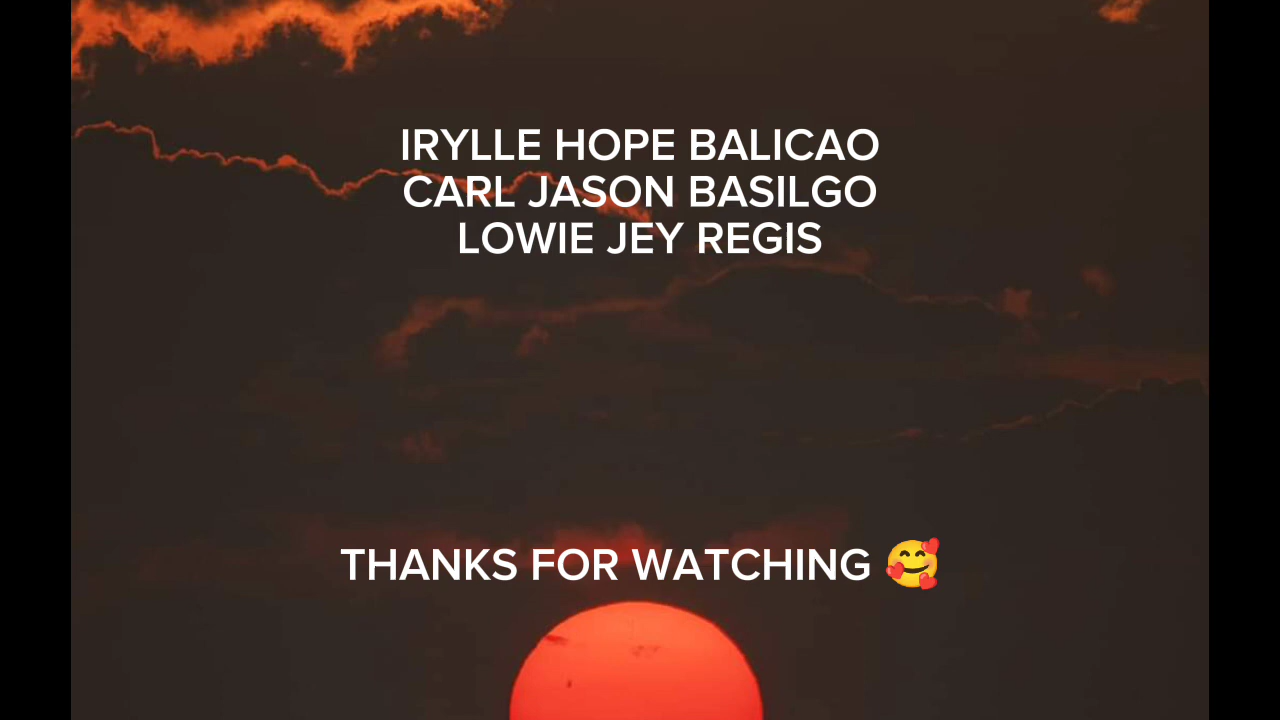 IRYLLE HOPE BALICAO
CARL JASON BASILGO
LOWIE JEY REGIS
THANKS FOR WATCHING 🥰